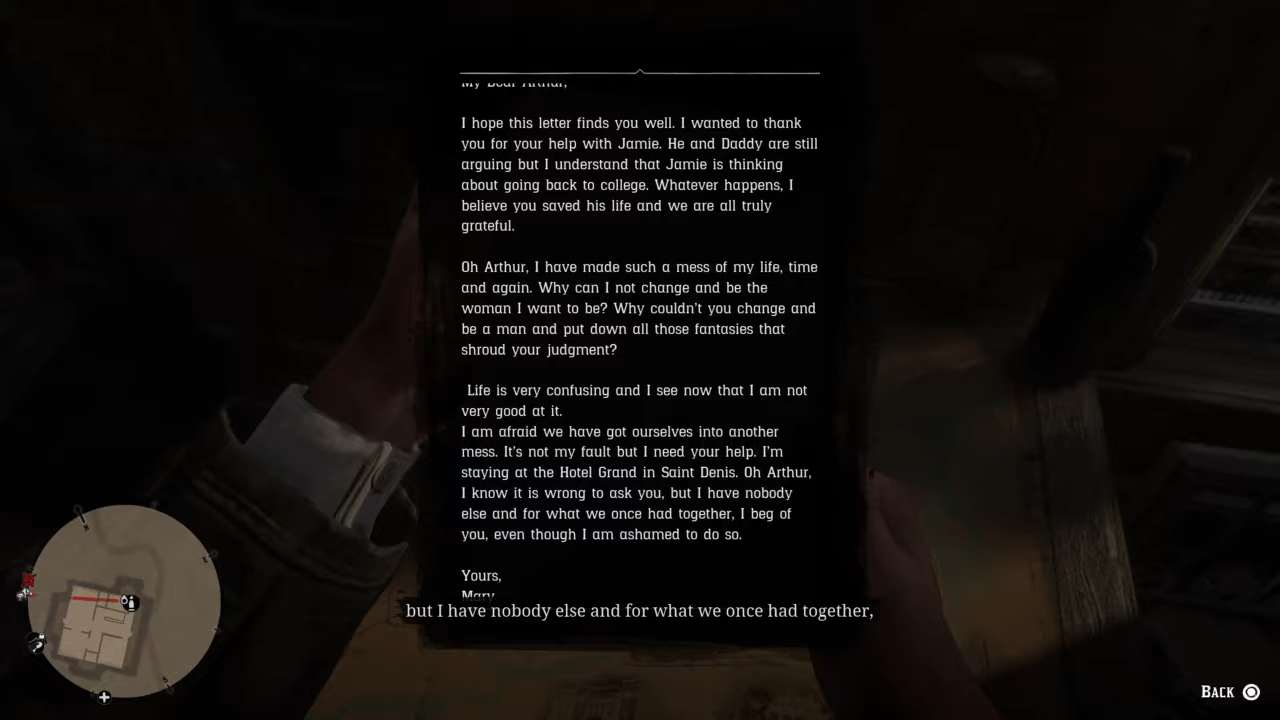 My Dear Arthur,
I hope this letter finds you well. I wanted to thank
you for your help with Jamie. He and Daddy are still
arguing but I understand that Jamie is thinking
about going back to college. Whatever happens, I
believe you saved his life and we are all truly
grateful.
Oh Arthur, I have made such a mess of my life, time
and again. Why can I not change and be the
woman I want to be? Why couldn't you change and
be a man and put down all those fantasies that
shroud your judgment?
Life is very confusing and I see now that I am not
very good at it.
I am afraid we have got ourselves into another
mess. It's not my fault but I need your help. I'm
staying at the Hotel Grand in Saint Denis. Oh Arthur,
I know it is wrong to ask you, but I have nobody
else and for what we once had together, I beg of
you, even though I am ashamed to do so.
Yours,
Mary
but I have nobody else and for what we once had together,
Back